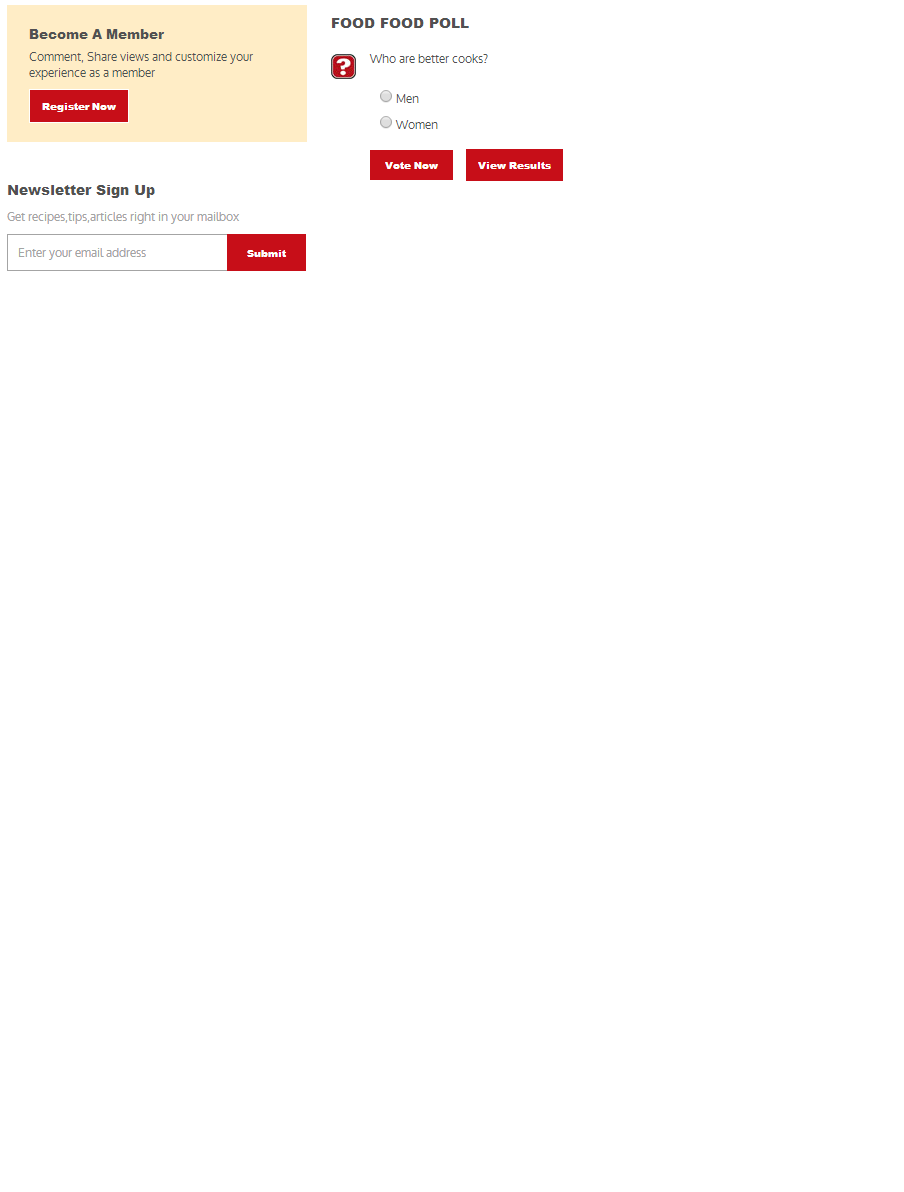 Become A Member
Comment, Share views and customize your
experience as a member
Register Now
Newsletter Sign Up
Get recipes,tips,articles right in your mailbox
Enter your email address
Submit
FOOD FOOD POLL
?
Who are better cooks?
Men
Women
Vote Now
View Results